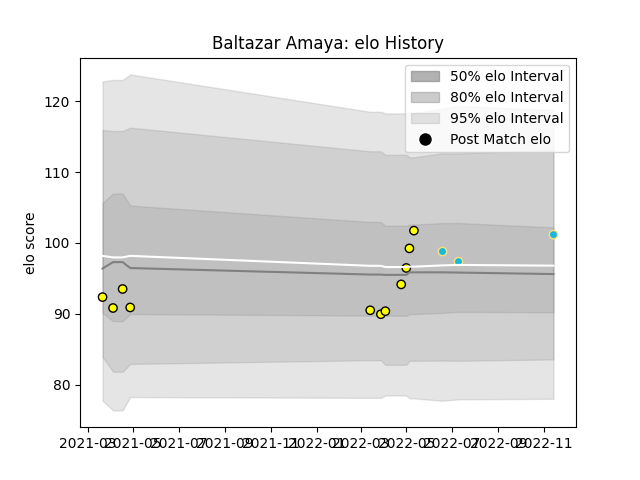 Baltazar Amaya: elo History
50% elo Interval
80% elo Interval
95% elo Interval
Post Match elo
elo score
120
110
100
90
80
2021-03 2021-05 2021-07 2021-09 2021-11 2022-01 2022-03 2022-05 2022-07 2022-09 2022-11